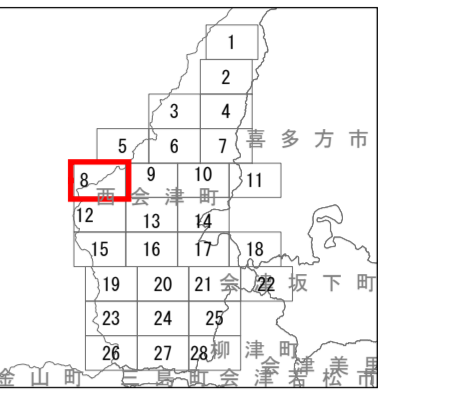 1
2
3 4
5 6 7 喜多方市
8 9 10 11
西会津町
12 13 14
15 16 17 18
19 20 21 会津坂下町 22
23 24 25
26 27 28 柳津町
会津美里
金山町 三島町 会津若松市